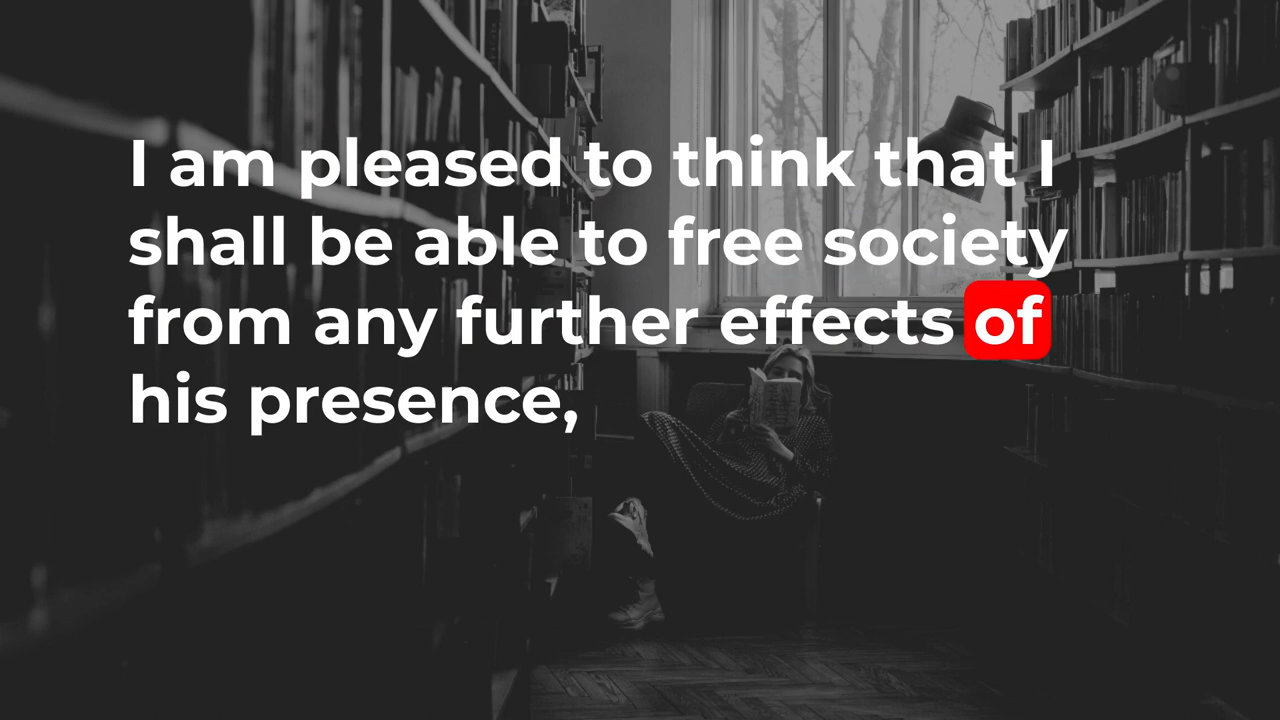 I am pleased to think that I
shall be able to free society
from any further effects of
his presence,